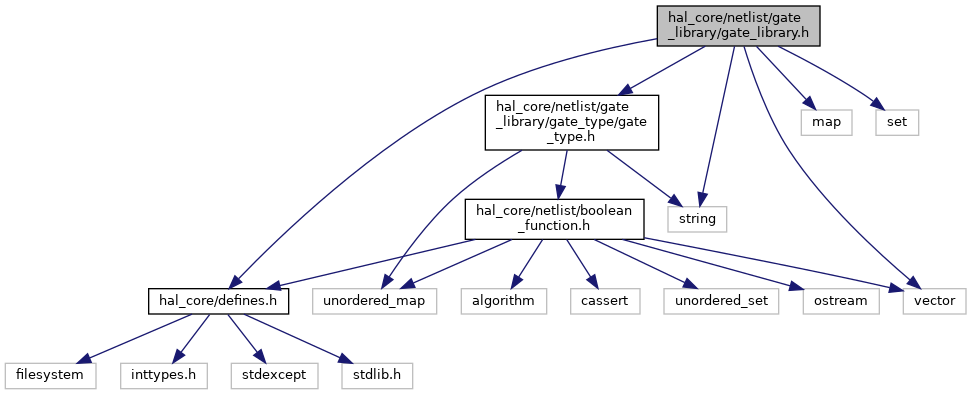 hal_core/netlist/gate
_library/gate_library.h
hal_core/netlist/gate
_library/gate_type/gate
_type.h
map
set
hal_core/netlist/boolean
_function.h
string
hal_core/defines.h
unordered_map
algorithm
cassert
unordered_set
ostream
vector
filesystem
inttypes.h
stdexcept
stdlib.h